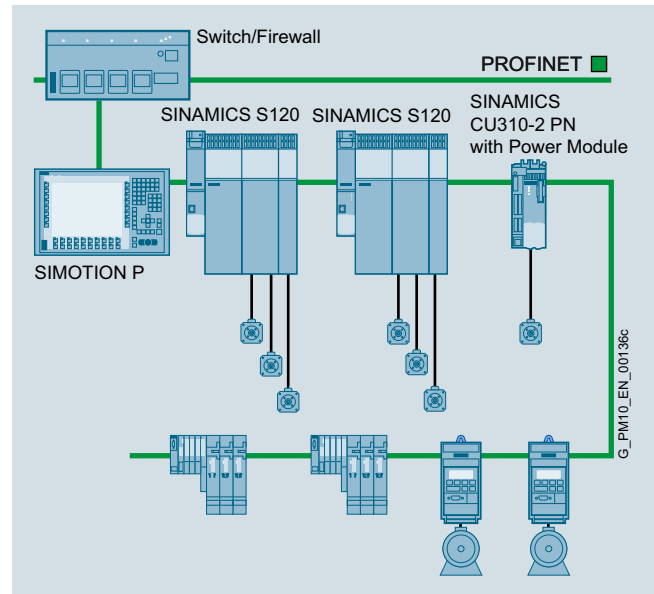 Switch/Firewall
PROFINET
SINAMICS S120
SINAMICS S120
SINAMICS
CU310-2 PN
with Power Module
SIMOTION P
G_PM10_EN_00136c